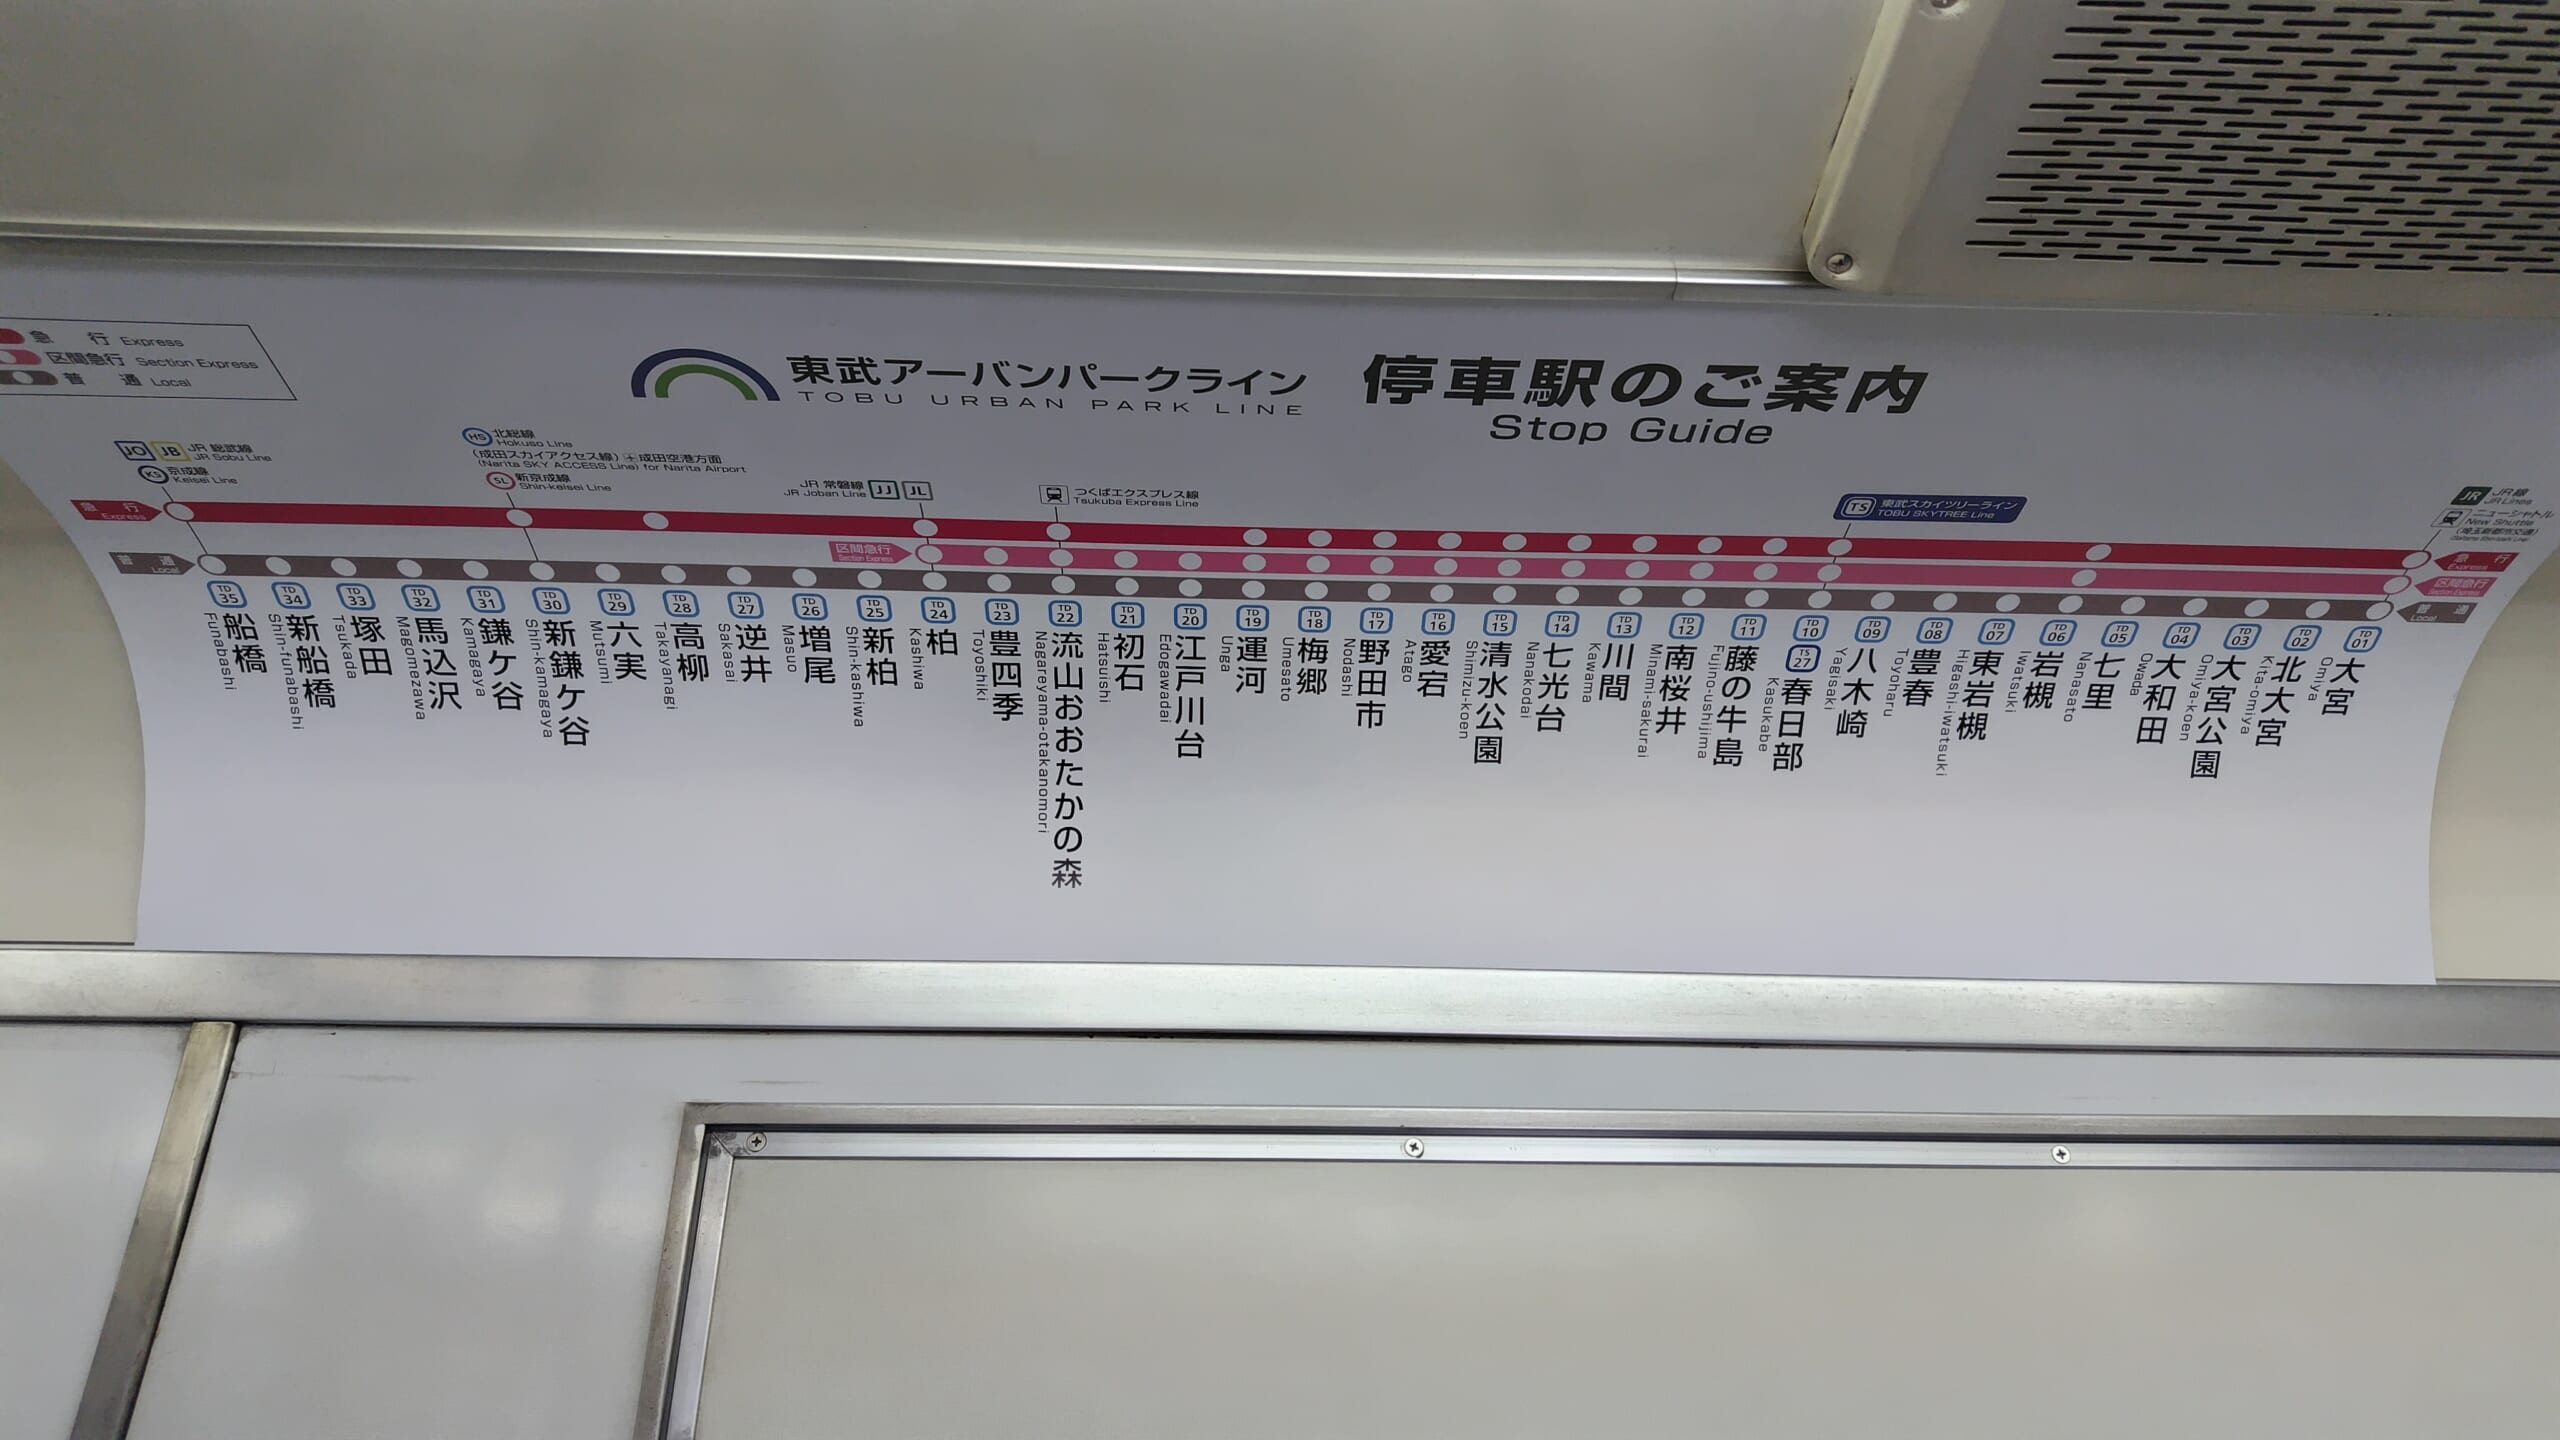 急行 Express
区間急行 Section Express
普通 Local
東武アーバンパークライン
TOBU URBAN PARK LINE
停車駅のご案内
Stop Guide
JO JB JR 総武線
JR Sobu Line
KS 京成線
Keisei Line
HS 北総線
Hokuso Line
(成田スカイアクセス線) 成田空港方面
(Narita SKY ACCESS Line) for Narita Airport
SL 新京成線
Shin-keisei Line
JR 常磐線 JJ JL
JR Joban Line
つくばエクスプレス線
Tsukuba Express Line
TS 東武スカイツリーライン
TOBU SKYTREE Line
JR JR線
JR Lines
ニューシャトル
New Shuttle
(埼玉新都市交通)
急行
Express
区間急行
Section Express
普通
Local
急行
Express
区間急行
Section Express
普通
Local
TD 35 船橋 Funabashi
TD 34 新船橋 Shin-funabashi
TD 33 塚田 Tsukada
TD 32 馬込沢 Magomezawa
TD 31 鎌ケ谷 Kamagaya
TD 30 新鎌ケ谷 Shin-kamagaya
TD 29 六実 Mutsumi
TD 28 高柳 Takayanagi
TD 27 逆井 Sakasai
TD 26 増尾 Masuo
TD 25 新柏 Shin-kashiwa
TD 24 柏 Kashiwa
TD 23 豊四季 Toyoshiki
TD 22 流山おおたかの森 Nagareyama-otakanomori
TD 21 初石 Hatsuishi
TD 20 江戸川台 Edogawadai
TD 19 運河 Unga
TD 18 梅郷 Umesato
TD 17 野田市 Nodashi
TD 16 愛宕 Atago
TD 15 清水公園 Shimizu-koen
TD 14 七光台 Nanakodai
TD 13 川間 Kawama
TD 12 南桜井 Minami-sakurai
TD 11 藤の牛島 Fujino-ushijima
TD 10 TS 27 春日部 Kasukabe
TD 09 八木崎 Yagisaki
TD 08 豊春 Toyoharu
TD 07 東岩槻 Higashi-iwatsuki
TD 06 岩槻 Iwatsuki
TD 05 七里 Nanasato
TD 04 大和田 Owada
TD 03 大宮公園 Omiya-koen
TD 02 北大宮 Kita-omiya
TD 01 大宮 Omiya